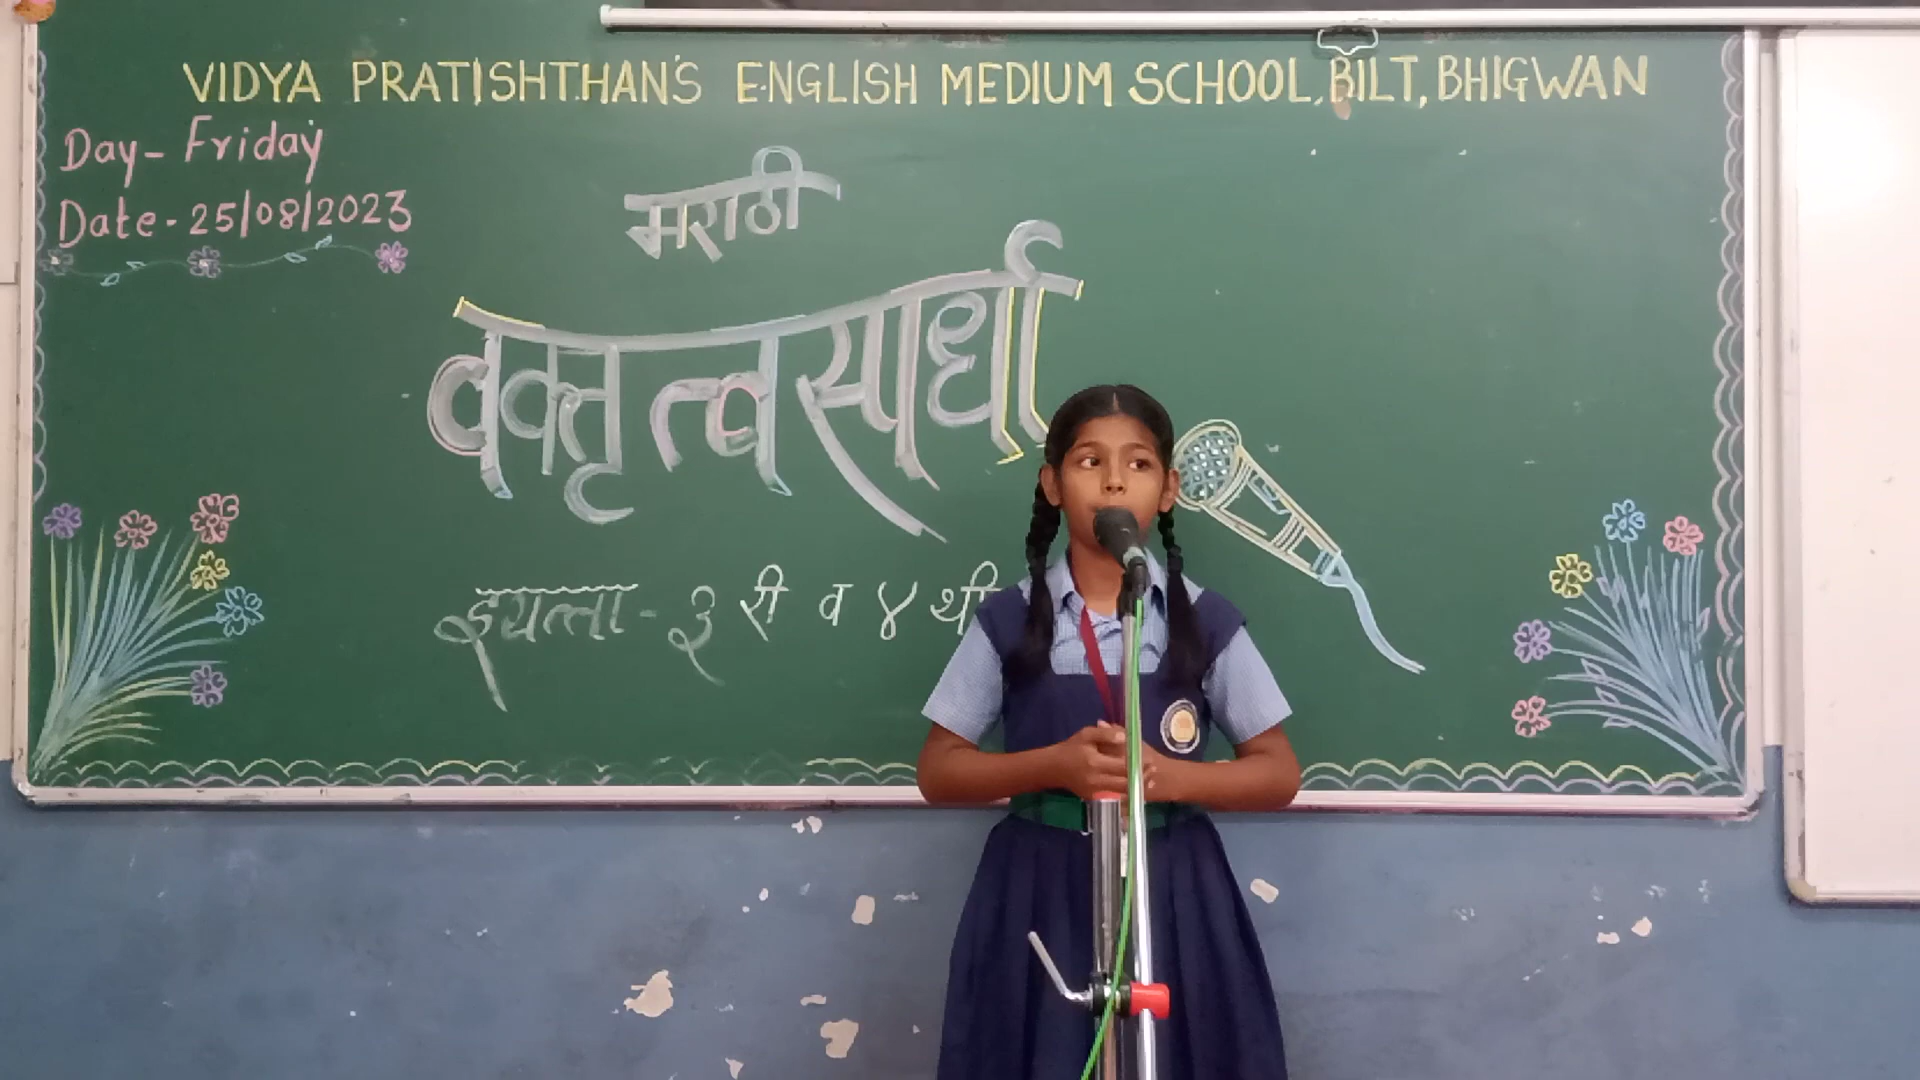 VIDYA PRATISHTHAN'S ENGLISH MEDIUM SCHOOL, BILT, BHIGWAN
Day - Friday
Date - 25/08/2023
मराठी
वक्तृत्व स्पर्धा
इयत्ता - ३ री व ४ थी